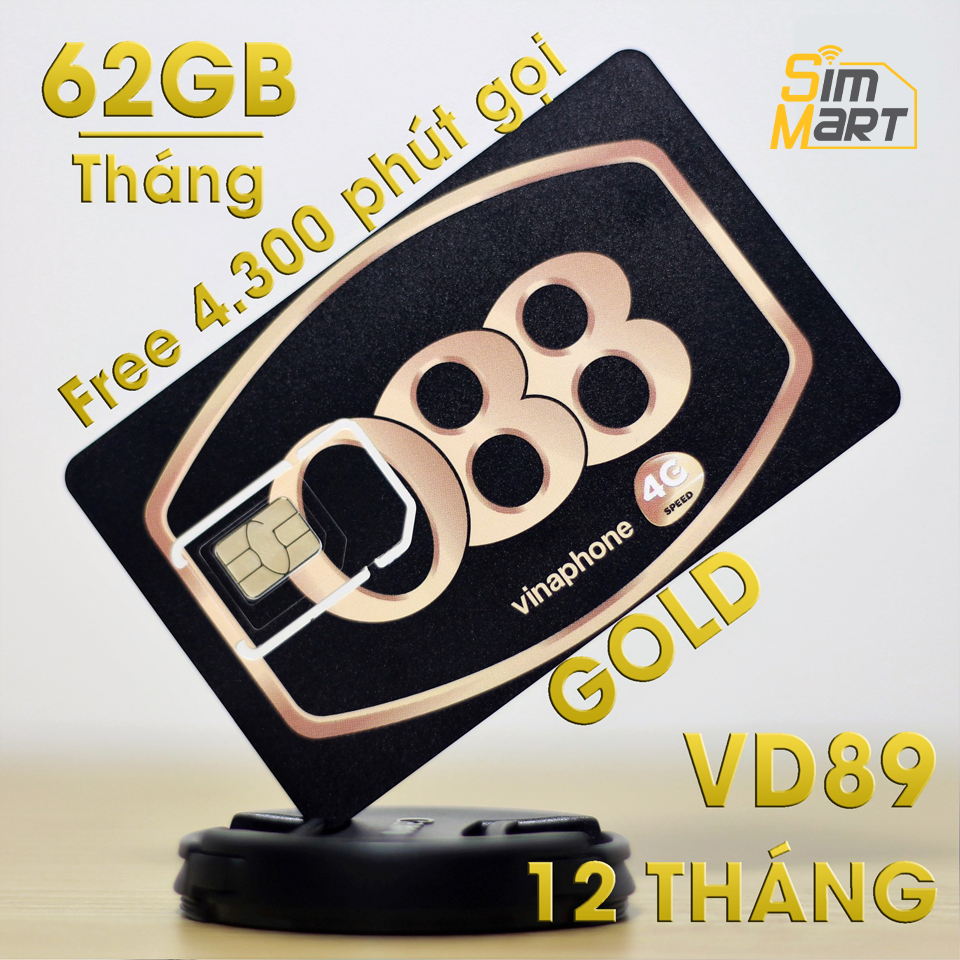 62GB
Tháng
Free 4.300 phút gọi
Sim
MART
088
4G
SPEED
vinaphone
GOLD
VD89
12 THÁNG